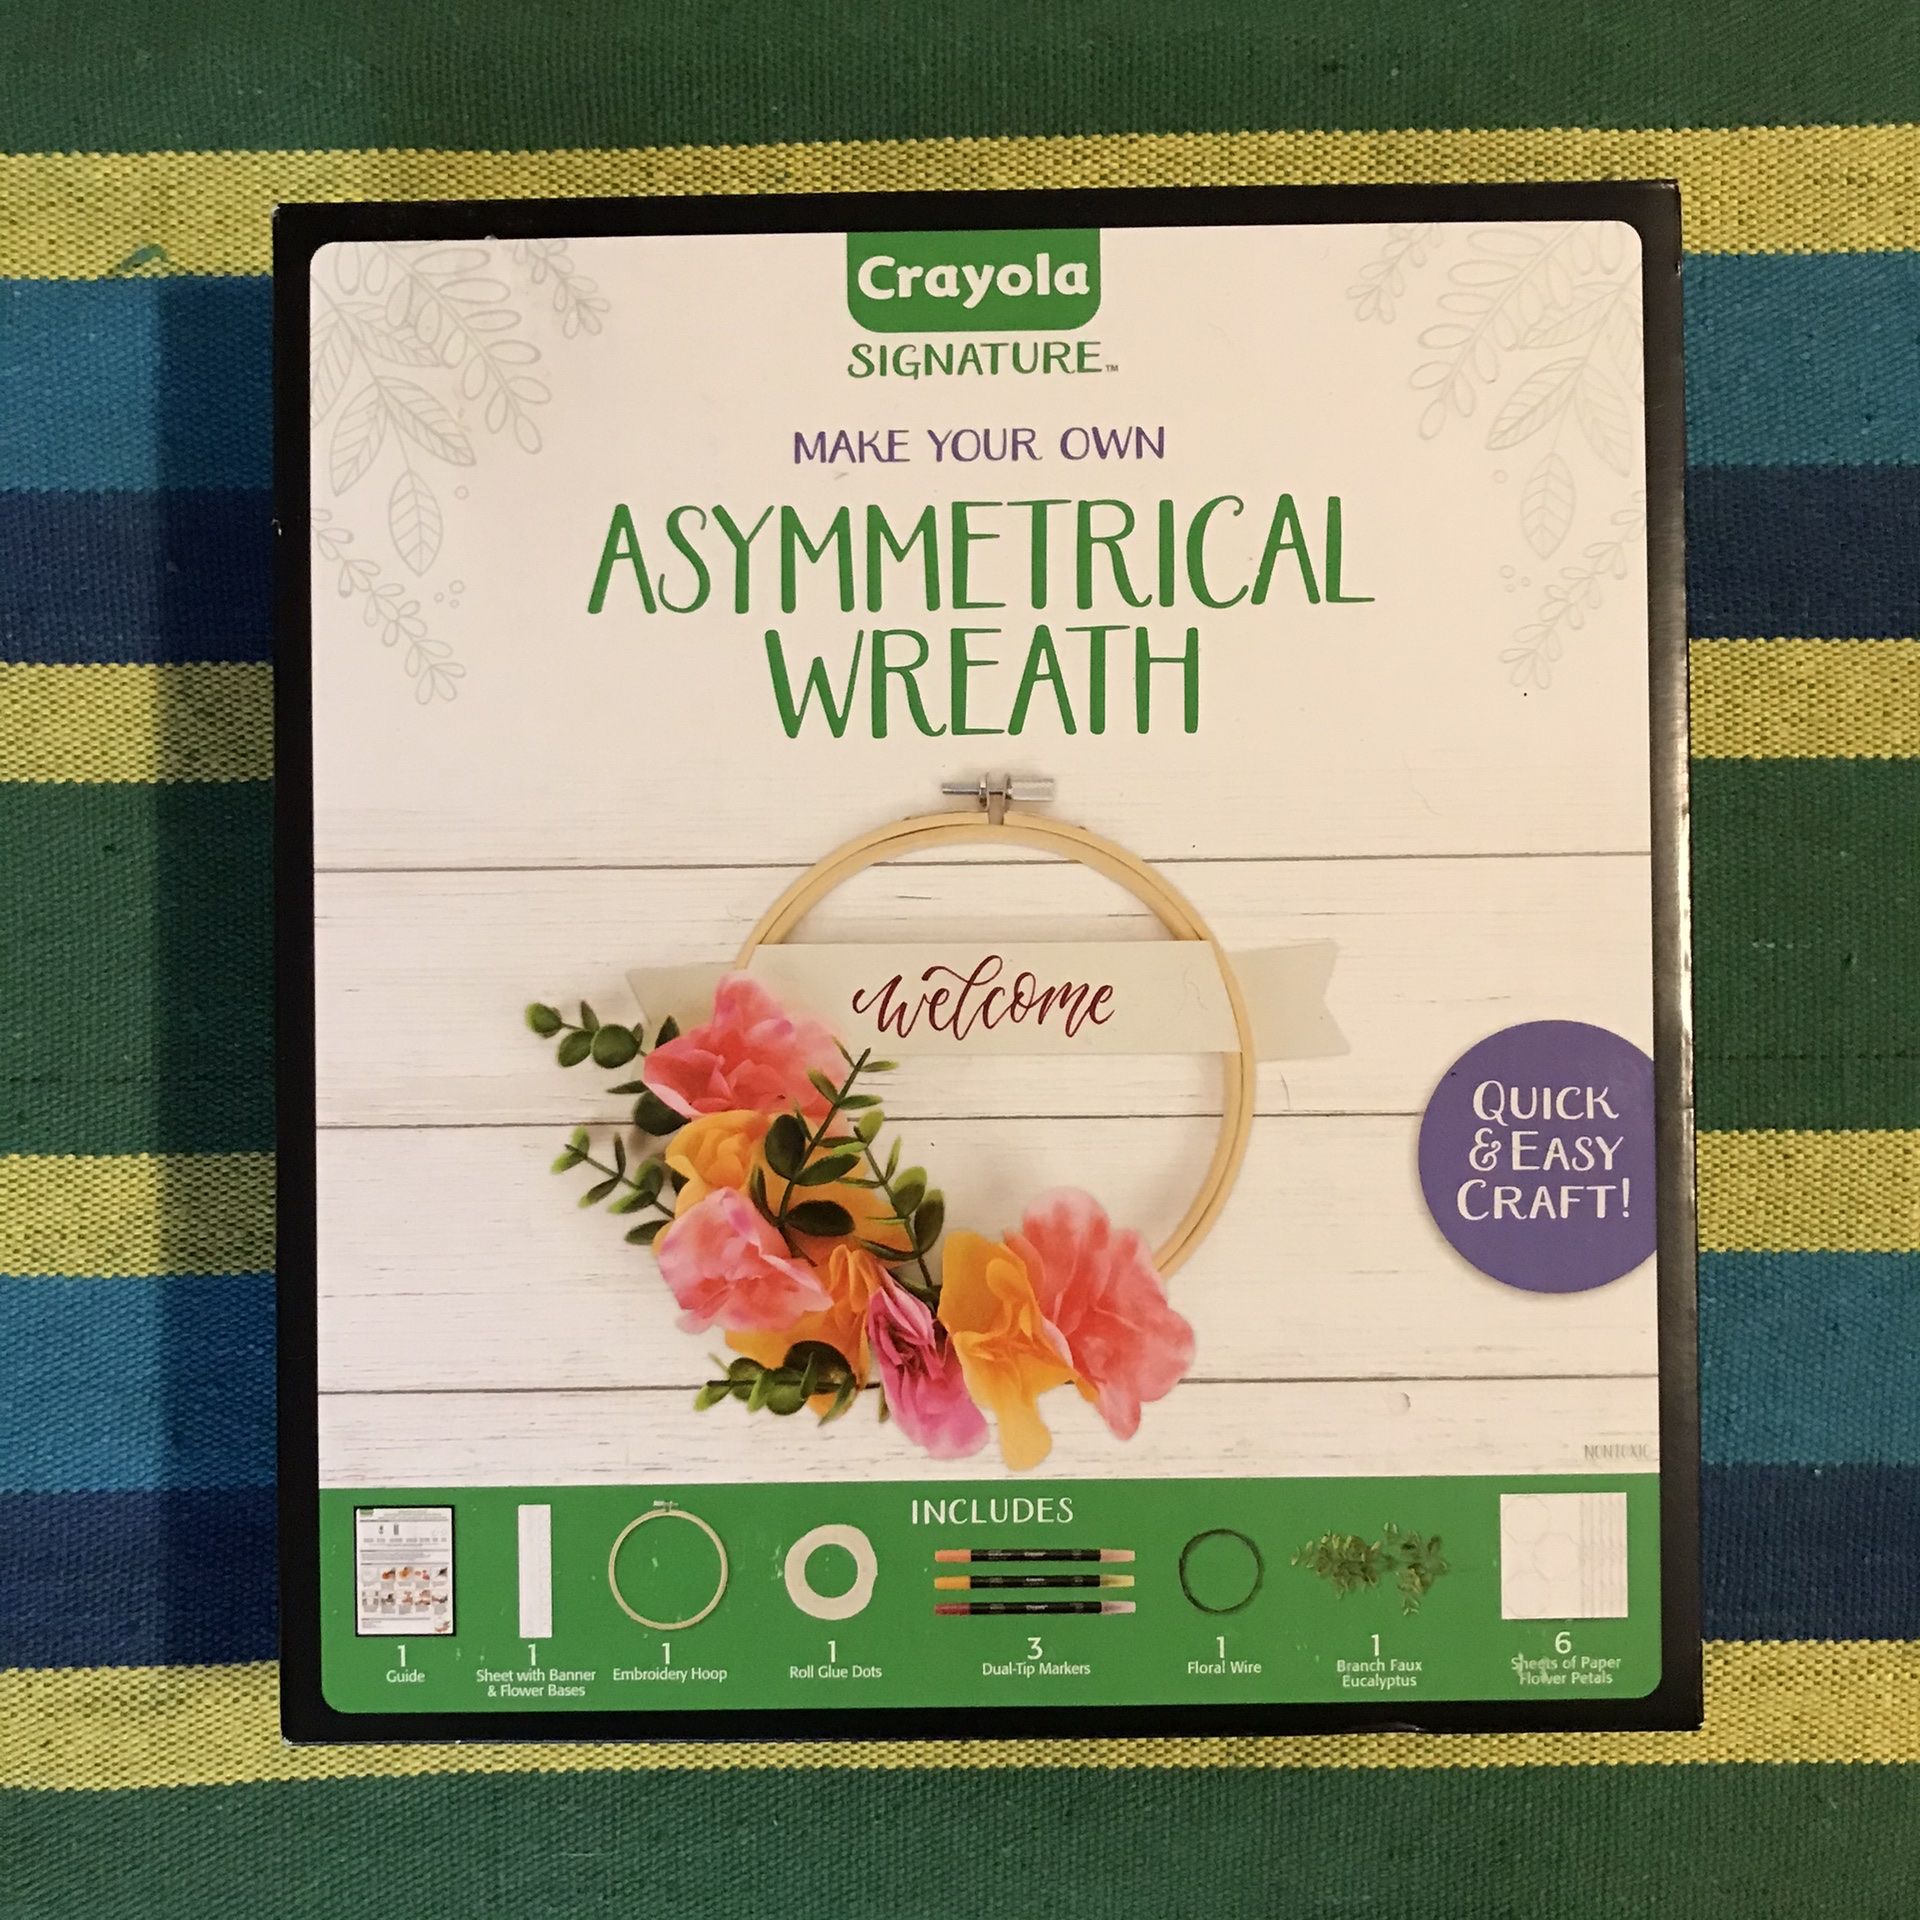 Crayola
SIGNATURE™
MAKE YOUR OWN
ASYMMETRICAL
WREATH
welcome
QUICK
& EASY
CRAFT!
NONTOXIC
INCLUDES
1
Guide
1
Sheet with Banner
& Flower Bases
1
Embroidery Hoop
1
Roll Glue Dots
3
Dual-Tip Markers
1
Floral Wire
1
Branch Faux
Eucalyptus
6
Sheets of Paper
Flower Petals